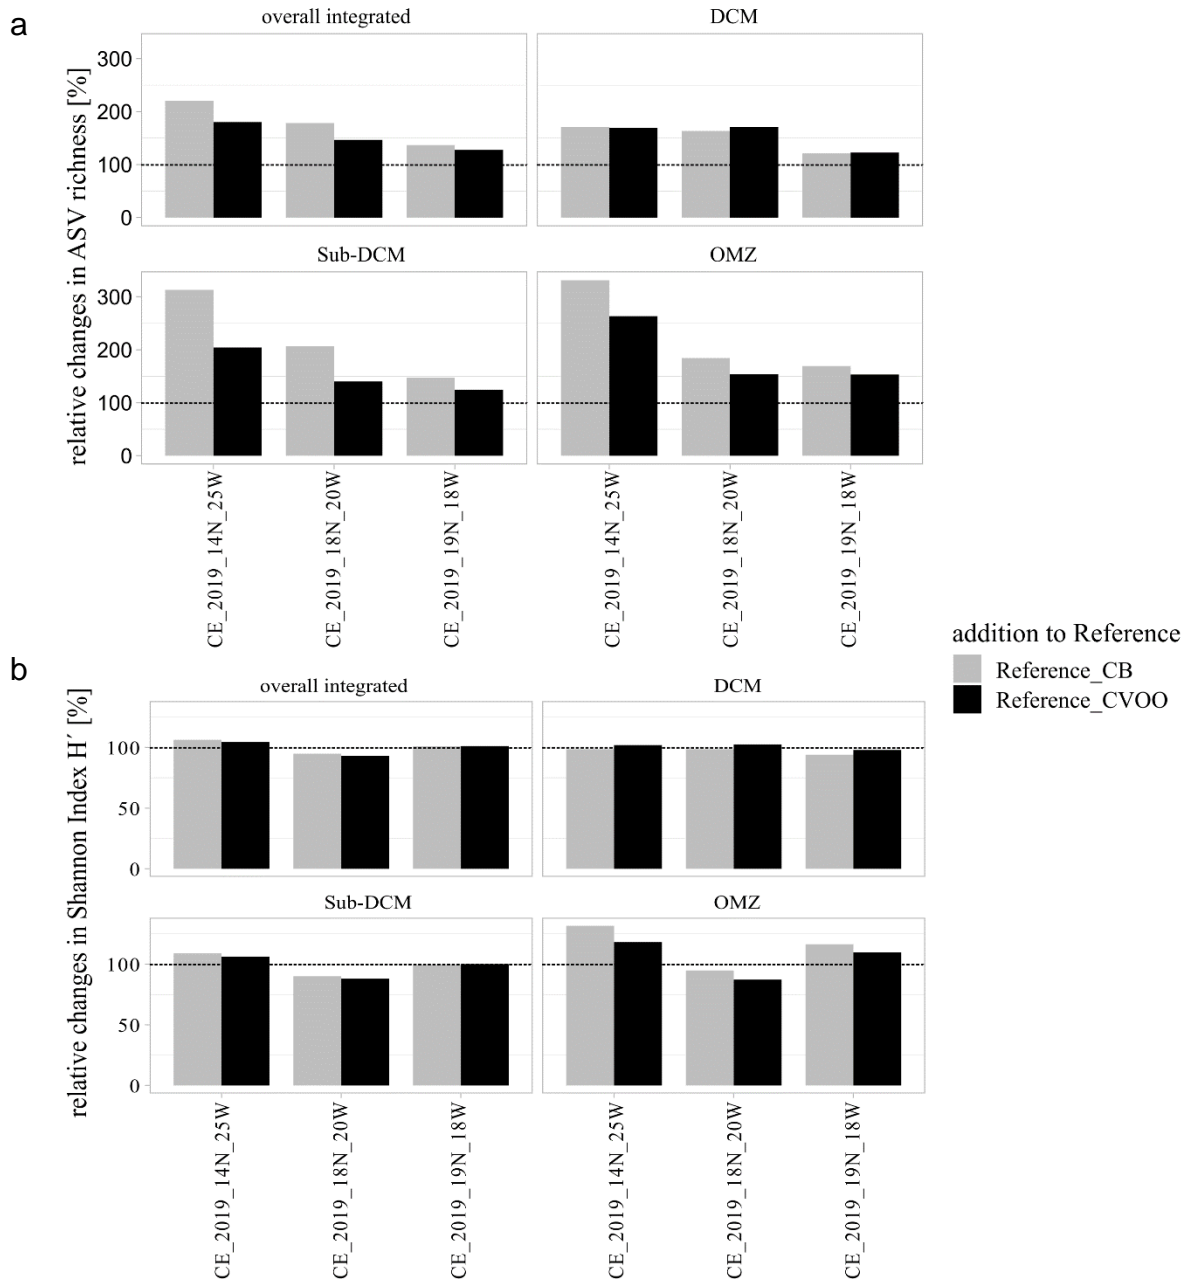 a
overall integrated
DCM
relative changes in ASV richness [%]
300
200
100
0
Sub-DCM
OMZ
300
200
100
0
CE_2019_14N_25W
CE_2019_18N_20W
CE_2019_19N_18W
CE_2019_14N_25W
CE_2019_18N_20W
CE_2019_19N_18W
addition to Reference
Reference_CB
Reference_CVOO
b
overall integrated
DCM
relative changes in Shannon Index H´ [%]
100
50
0
Sub-DCM
OMZ
100
50
0
CE_2019_14N_25W
CE_2019_18N_20W
CE_2019_19N_18W
CE_2019_14N_25W
CE_2019_18N_20W
CE_2019_19N_18W